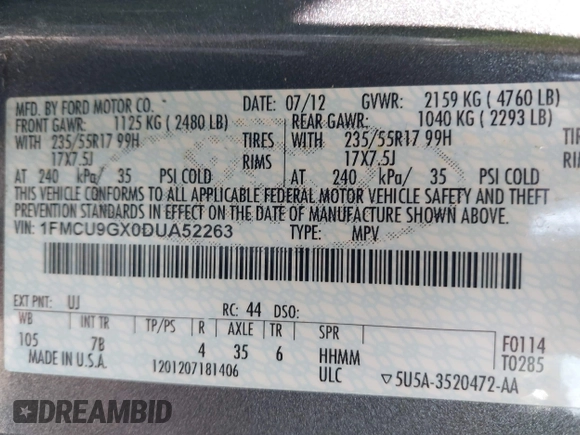 MFD. BY FORD MOTOR CO.
DATE: 07/12 GVWR: 2159 KG ( 4760 LB)
FRONT GAWR: 1125 KG ( 2480 LB) REAR GAWR: 1040 KG ( 2293 LB)
WITH 235/55R17 99H TIRES WITH 235/55R17 99H TIRES
17X7.5J RIMS 17X7.5J RIMS
AT 240 kPA/ 35 PSI COLD AT 240 kPA/ 35 PSI COLD
THIS VEHICLE CONFORMS TO ALL APPLICABLE FEDERAL MOTOR VEHICLE SAFETY AND THEFT
PREVENTION STANDARDS IN EFFECT ON THE DATE OF MANUFACTURE SHOWN ABOVE.
VIN: 1FMCU9GX0DUA52263 TYPE: MPV
EXT PNT: UJ RC: 44 DSO:
WB INT TR TP/PS R AXLE TR SPR
105 7B 4 35 6 HHMM
F0114
T0285
MADE IN U.S.A. 1201207181406 ULC ▽5U5A-3520472-AA
DREAMBID